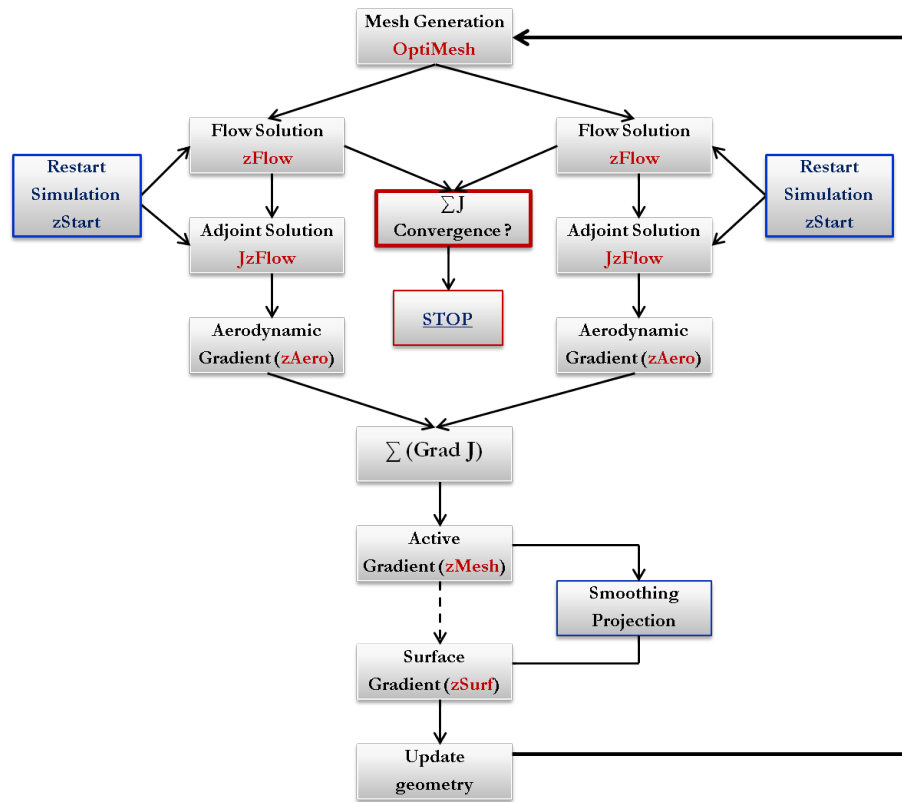 Mesh Generation
OptiMesh
Flow Solution
zFlow
Flow Solution
zFlow
Restart
Simulation
zStart
∑J
Convergence ?
Restart
Simulation
zStart
Adjoint Solution
JzFlow
Adjoint Solution
JzFlow
STOP
Aerodynamic
Gradient (zAero)
Aerodynamic
Gradient (zAero)
∑ (Grad J)
Active
Gradient (zMesh)
Smoothing
Projection
Surface
Gradient (zSurf)
Update
geometry